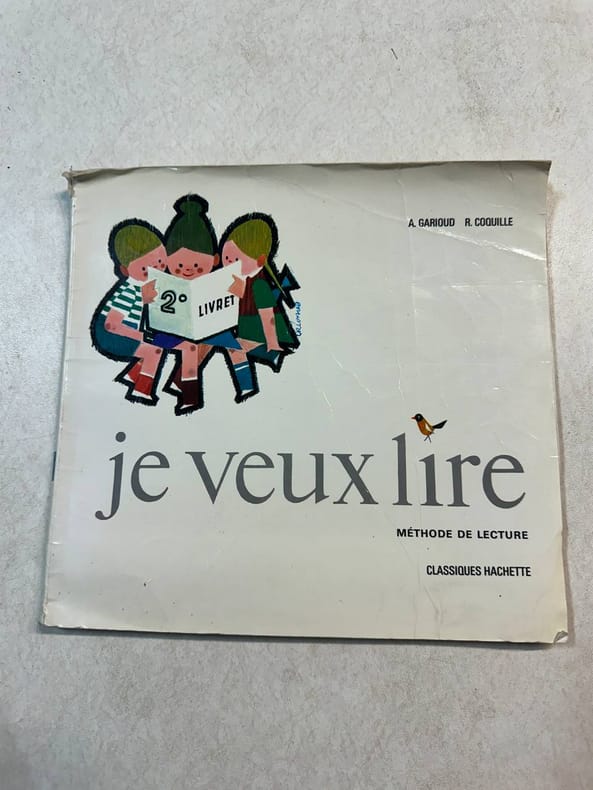 A. GARIOUD R. COQUILLE
2° LIVRET
je veux lire
MÉTHODE DE LECTURE
CLASSIQUES HACHETTE